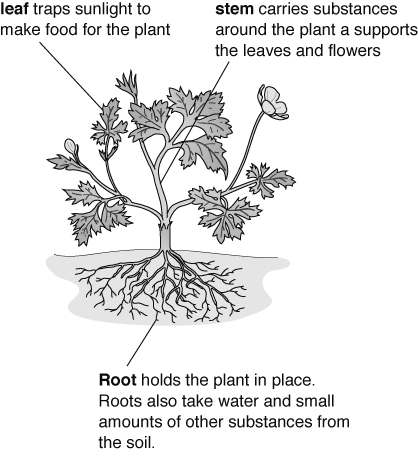 leaf traps sunlight to
make food for the plant
stem carries substances
around the plant a supports
the leaves and flowers
Root holds the plant in place.
Roots also take water and small
amounts of other substances from
the soil.